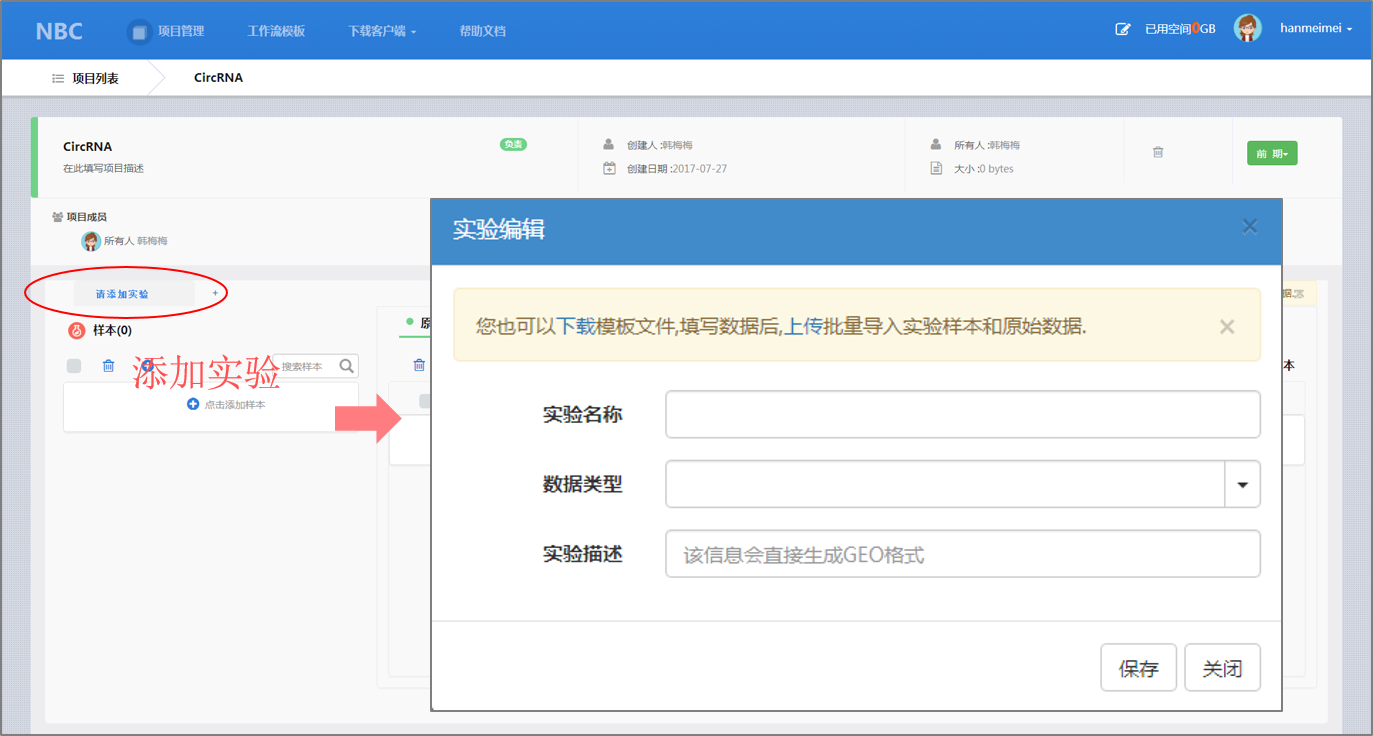 NBC 项目管理 工作流模板 下载客户端 帮助文档 已用空间0GB hanmeimei
项目列表 CircRNA
CircRNA 负责 创建人 :韩梅梅 所有人 :韩梅梅 前 期
在此填写项目描述 创建日期 :2017-07-27 大小 :0 bytes
项目成员
所有人 韩梅梅
请添加实验 +
样本(0)
搜索样本
添加实验
点击添加样本
实验编辑
您也可以下载模板文件,填写数据后,上传批量导入实验样本和原始数据.
实验名称
数据类型
实验描述 该信息会直接生成GEO格式
保存 关闭
原
本